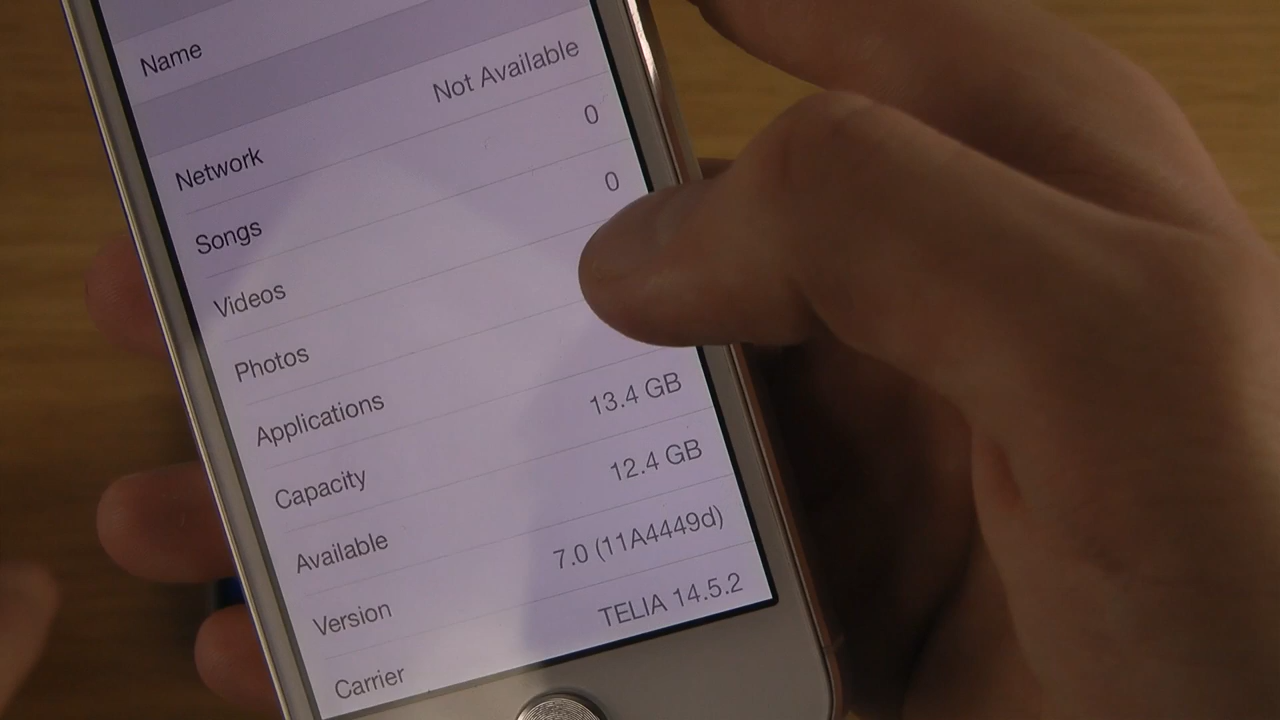 Name
Network Not Available
Songs 0
Videos 0
Photos
Applications
Capacity 13.4 GB
Available 12.4 GB
Version 7.0 (11A4449d)
Carrier TELIA 14.5.2